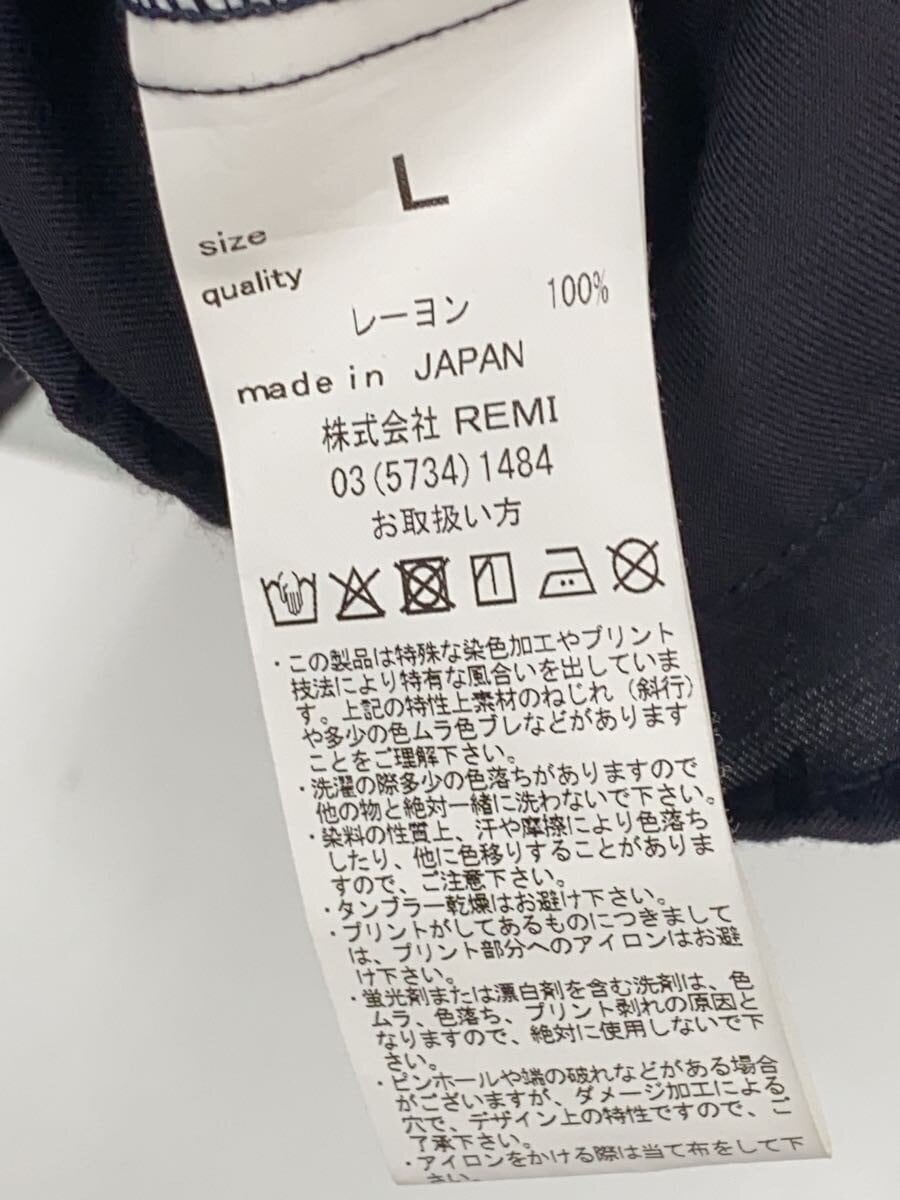 L
size
quality
レーヨン 100%
made in JAPAN
株式会社 REMI
03(5734)1484
お取扱い方
・この製品は特殊な染色加工やプリント
技法により特有な風合いを出していま
す。上記の特性上素材のねじれ（斜行）
や多少の色ムラ色ブレなどがあります
ことをご理解下さい。
・洗濯の際多少の色落ちがありますので
他の物と絶対一緒に洗わないで下さい。
・染料の性質上、汗や摩擦により色落ち
したり、他に色移りすることがありま
すので、ご注意下さい。
・タンブラー乾燥はお避け下さい。
・プリントがしてあるものにつきまして
は、プリント部分へのアイロンはお避
け下さい。
・蛍光剤または漂白剤を含む洗剤は、色
ムラ、色落ち、プリント剥れの原因と
なりますので、絶対に使用しないで下
さい。
・ピンホールや端の破れなどがある場合
がございますが、ダメージ加工による
穴で、デザイン上の特性ですので、ご
了承下さい。
・アイロンをかける際は当て布をして下
さい。